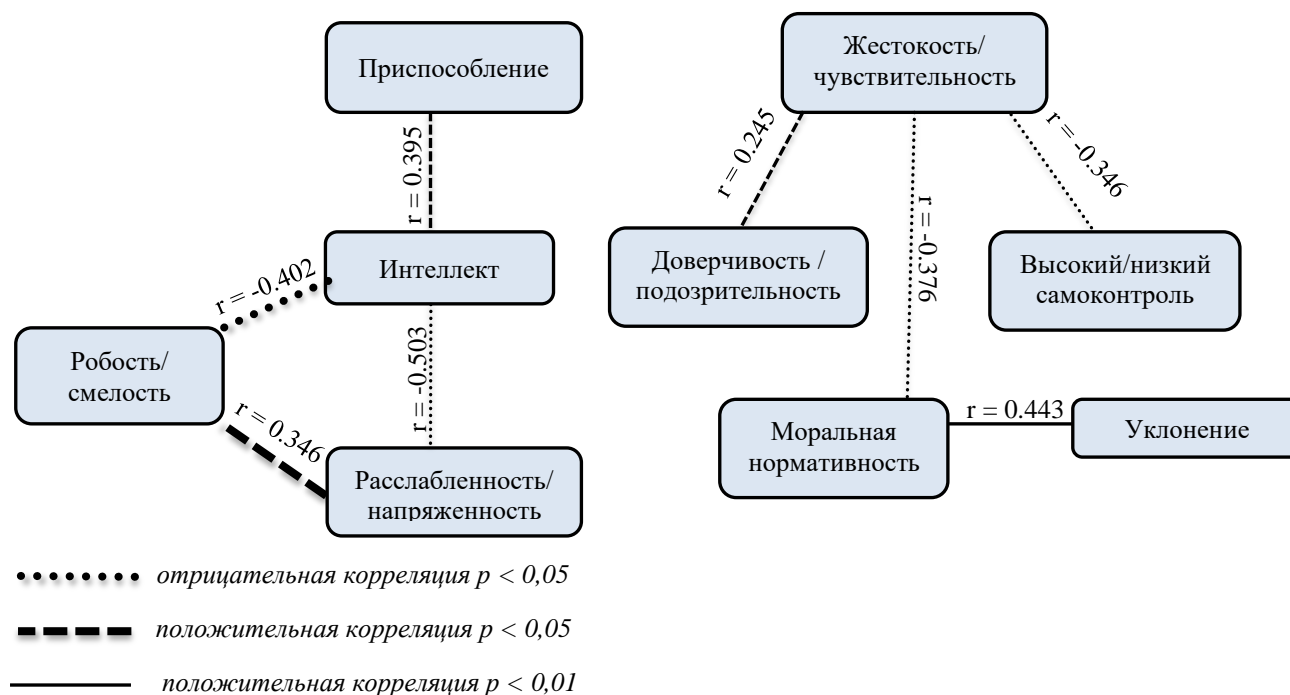 Приспособление
r = 0.395
Интеллект
r = -0.402
Робость/
смелость
r = -0.503
r = 0.346
Расслабленность/
напряженность
Жестокость/
чувствительность
r = 0.245
r = -0.376
r = -0.346
Доверчивость /
подозрительность
Высокий/низкий
самоконтроль
Моральная
нормативность
r = 0.443
Уклонение
отрицательная корреляция p < 0,05
положительная корреляция p < 0,05
положительная корреляция p < 0,01